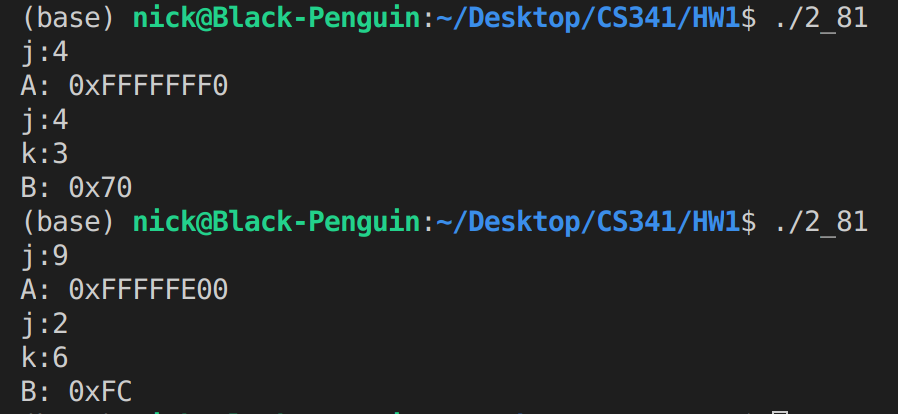 (base) nick@Black-Penguin:~/Desktop/CS341/HW1$ ./2_81
j:4
A: 0xFFFFFFF0
j:4
k:3
B: 0x70
(base) nick@Black-Penguin:~/Desktop/CS341/HW1$ ./2_81
j:9
A: 0xFFFFFE00
j:2
k:6
B: 0xFC